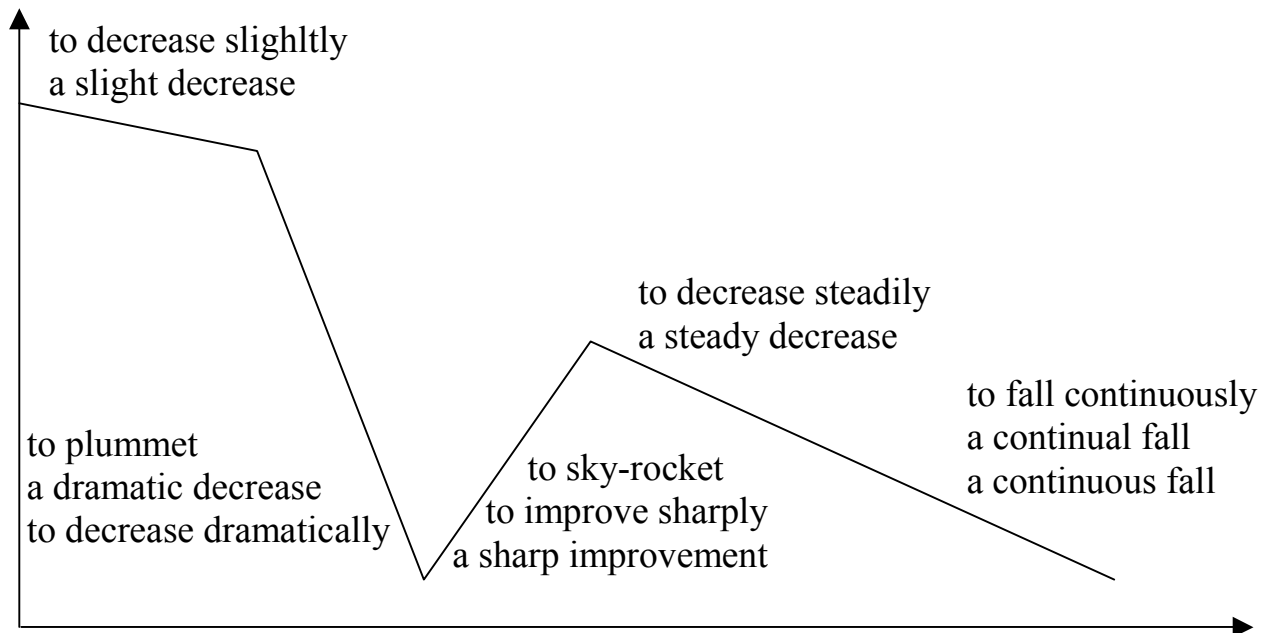 to decrease slighltly
a slight decrease
to decrease steadily
a steady decrease
to fall continuously
a continual fall
a continuous fall
to plummet
a dramatic decrease
to decrease dramatically
to sky-rocket
to improve sharply
a sharp improvement